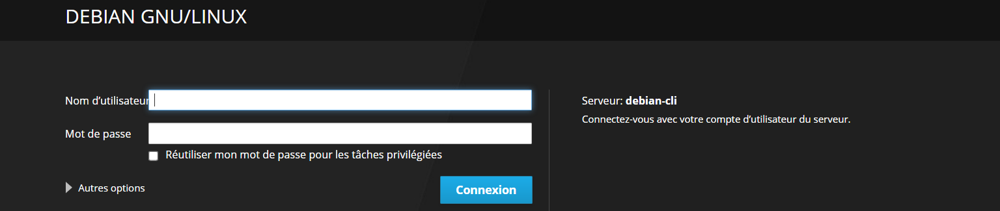 DEBIAN GNU/LINUX
Nom d’utilisateur
Mot de passe
Réutiliser mon mot de passe pour les tâches privilégiées
Autres options
Connexion
Serveur: debian-cli
Connectez-vous avec votre compte d’utilisateur du serveur.